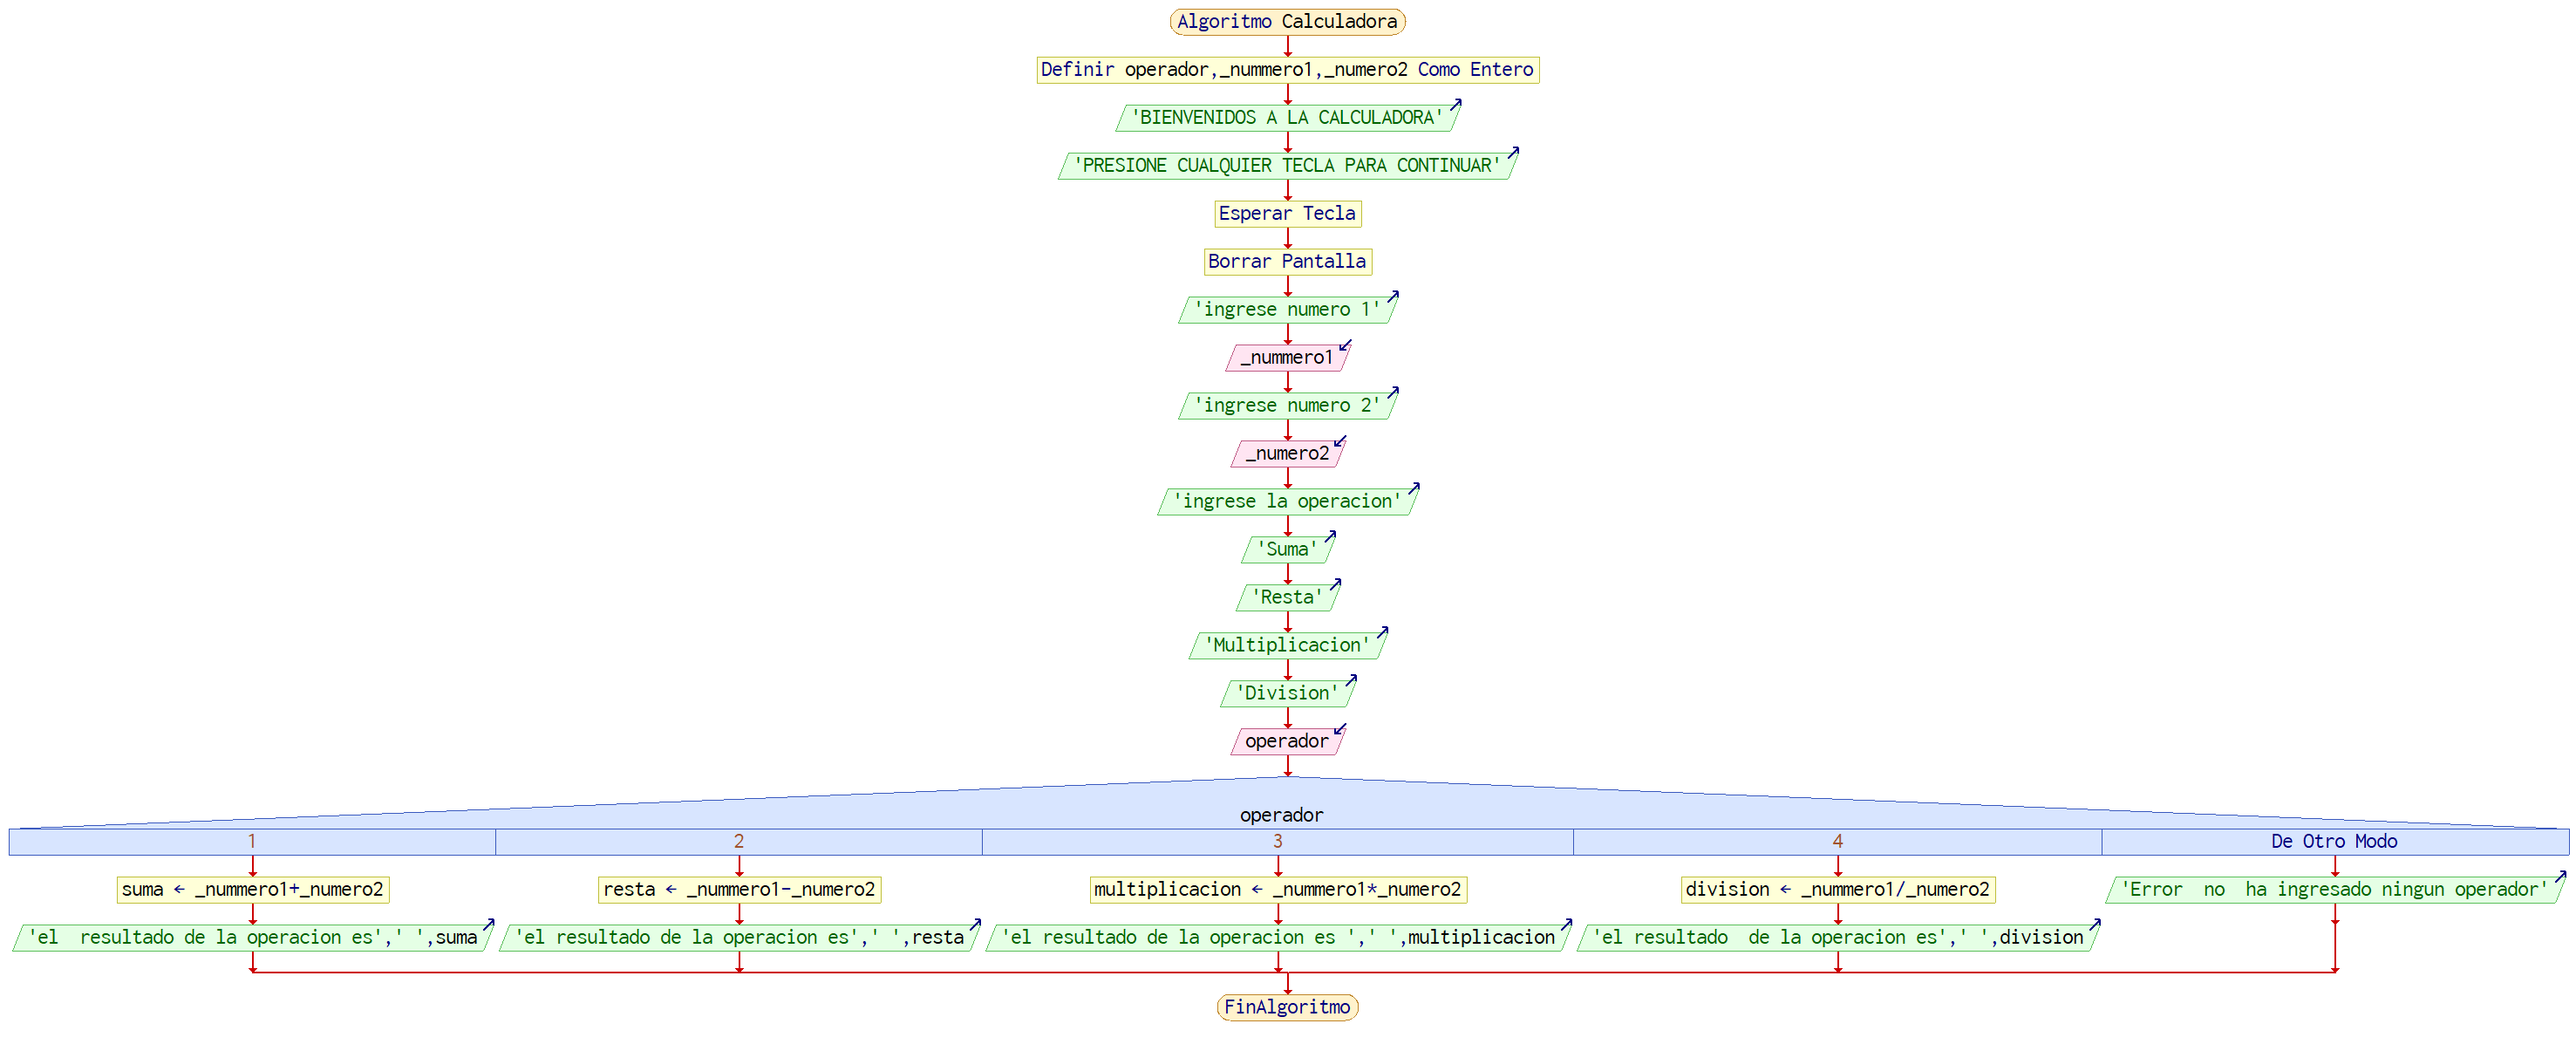 Algoritmo Calculadora
Definir operador,_nummero1,_numero2 Como Entero
'BIENVENIDOS A LA CALCULADORA'
'PRESIONE CUALQUIER TECLA PARA CONTINUAR'
Esperar Tecla
Borrar Pantalla
'ingrese numero 1'
_nummero1
'ingrese numero 2'
_numero2
'ingrese la operacion'
'Suma'
'Resta'
'Multiplicacion'
'Division'
operador
operador
1 2 3 4 De Otro Modo
suma ← _nummero1+_numero2 resta ← _nummero1-_numero2 multiplicacion ← _nummero1*_numero2 division ← _nummero1/_numero2 'Error  no  ha ingresado ningun operador'
'el  resultado de la operacion es',' ',suma 'el resultado de la operacion es',' ',resta 'el resultado de la operacion es ',' ',multiplicacion 'el resultado  de la operacion es',' ',division
FinAlgoritmo